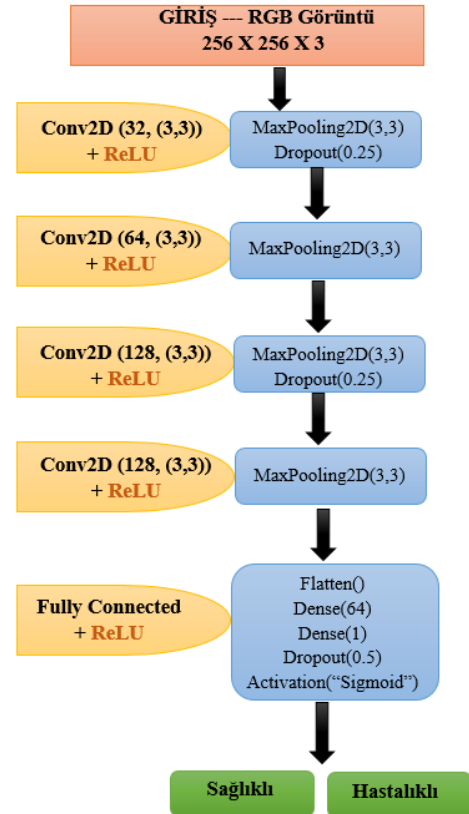 GİRİŞ --- RGB Görüntü
256 X 256 X 3
Conv2D (32, (3,3))
+ ReLU
MaxPooling2D(3,3)
Dropout(0.25)
Conv2D (64, (3,3))
+ ReLU
MaxPooling2D(3,3)
Conv2D (128, (3,3))
+ ReLU
MaxPooling2D(3,3)
Dropout(0.25)
Conv2D (128, (3,3))
+ ReLU
MaxPooling2D(3,3)
Fully Connected
+ ReLU
Flatten()
Dense(64)
Dense(1)
Dropout(0.5)
Activation(“Sigmoid”)
Sağlıklı
Hastalıklı